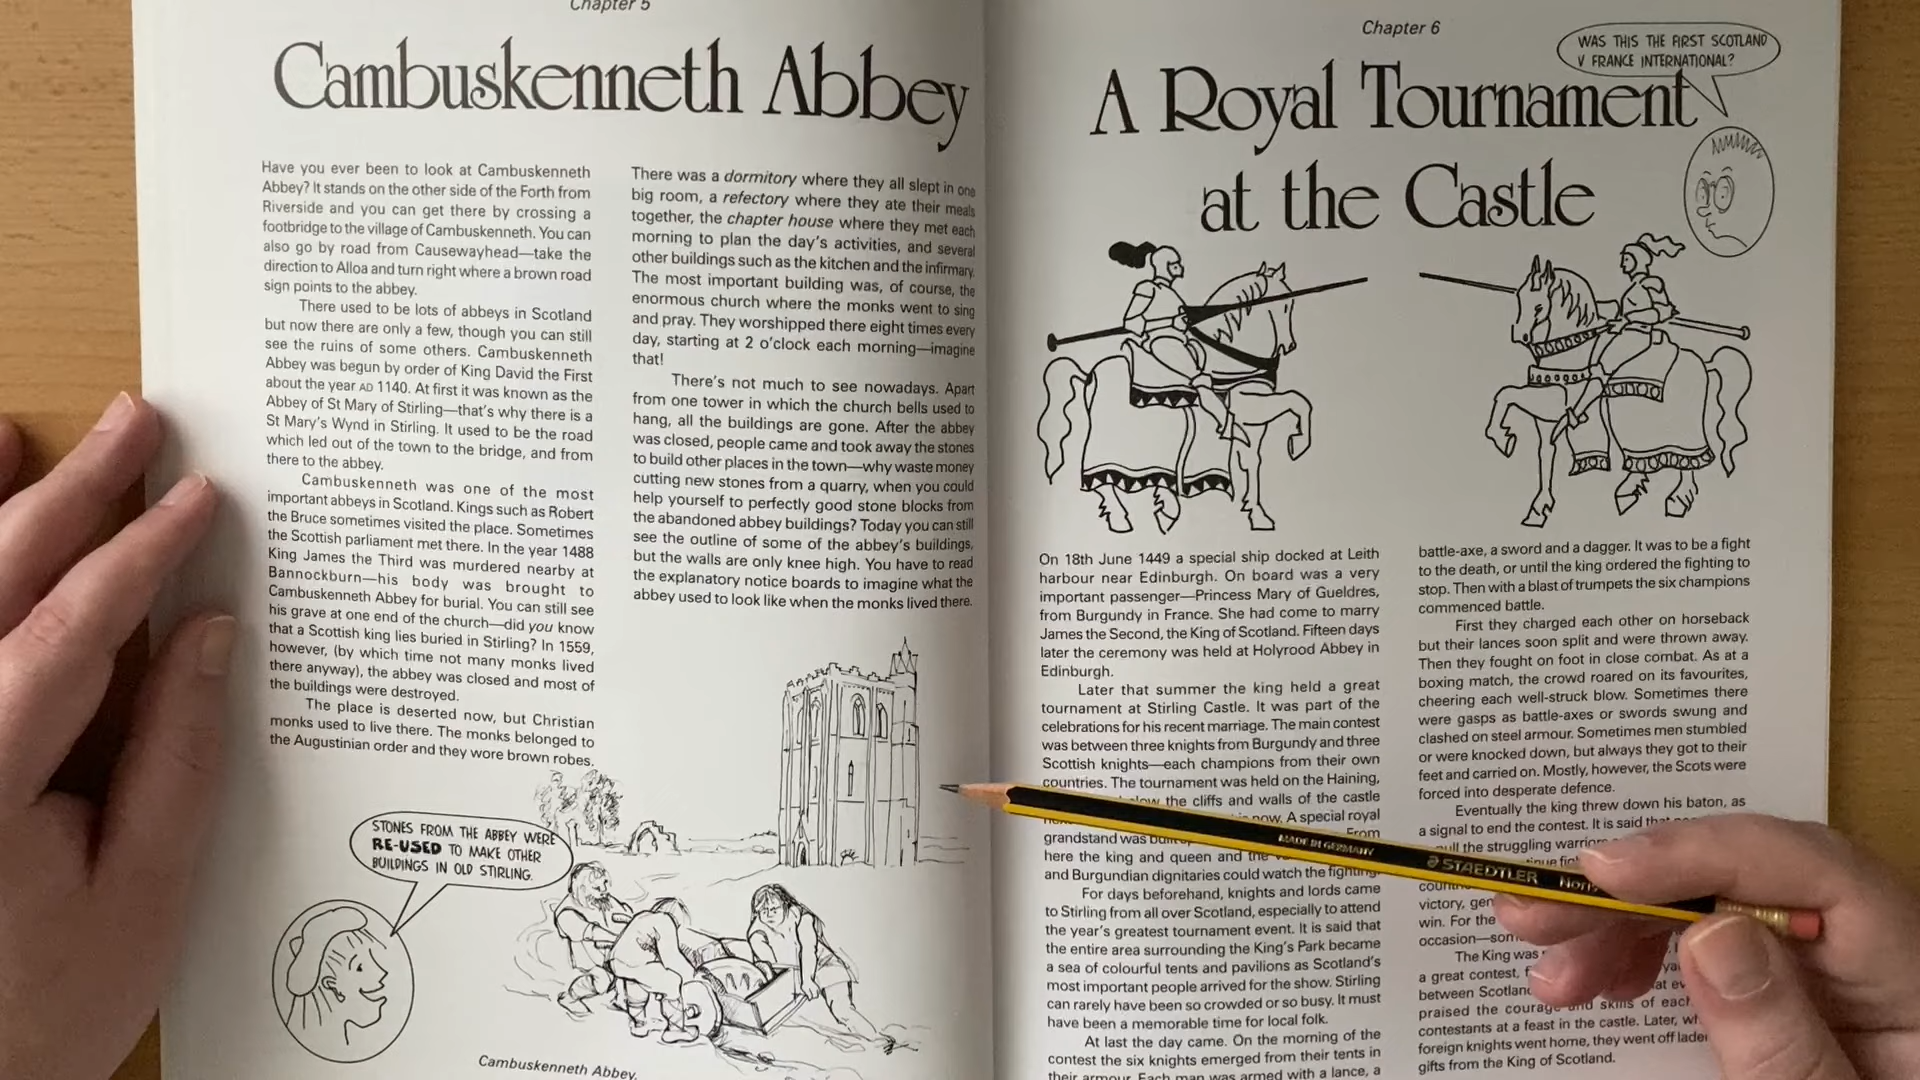 Chapter 5
Cambuskenneth Abbey
Have you ever been to look at Cambuskenneth
Abbey? It stands on the other side of the Forth from
Riverside and you can get there by crossing a
footbridge to the village of Cambuskenneth. You can
also go by road from Causewayhead—take the
direction to Alloa and turn right where a brown road
sign points to the abbey.
There used to be lots of abbeys in Scotland
but now there are only a few, though you can still
see the ruins of some others. Cambuskenneth
Abbey was begun by order of King David the First
about the year AD 1140. At first it was known as the
Abbey of St Mary of Stirling—that's why there is a
St Mary's Wynd in Stirling. It used to be the road
which led out of the town to the bridge, and from
there to the abbey.
Cambuskenneth was one of the most
important abbeys in Scotland. Kings such as Robert
the Bruce sometimes visited the place. Sometimes
the Scottish parliament met there. In the year 1488
King James the Third was murdered nearby at
Bannockburn—his body was brought to
Cambuskenneth Abbey for burial. You can still see
his grave at one end of the church—did you know
that a Scottish king lies buried in Stirling? In 1559,
however, (by which time not many monks lived
there anyway), the abbey was closed and most of
the buildings were destroyed.
The place is deserted now, but Christian
monks used to live there. The monks belonged to
the Augustinian order and they wore brown robes.
There was a dormitory where they all slept in one
big room, a refectory where they ate their meals
together, the chapter house where they met each
morning to plan the day's activities, and several
other buildings such as the kitchen and the infirmary.
The most important building was, of course, the
enormous church where the monks went to sing
and pray. They worshipped there eight times every
day, starting at 2 o'clock each morning—imagine
that!
There's not much to see nowadays. Apart
from one tower in which the church bells used to
hang, all the buildings are gone. After the abbey
was closed, people came and took away the stones
to build other places in the town—why waste money
cutting new stones from a quarry, when you could
help yourself to perfectly good stone blocks from
the abandoned abbey buildings? Today you can still
see the outline of some of the abbey's buildings,
but the walls are only knee high. You have to read
the explanatory notice boards to imagine what the
abbey used to look like when the monks lived there.
STONES FROM THE ABBEY WERE
RE-USED TO MAKE OTHER
BUILDINGS IN OLD STIRLING.
Cambuskenneth Abbey.
Chapter 6
WAS THIS THE FIRST SCOTLAND
V FRANCE INTERNATIONAL?
A Royal Tournament
at the Castle
On 18th June 1449 a special ship docked at Leith
harbour near Edinburgh. On board was a very
important passenger—Princess Mary of Gueldres,
from Burgundy in France. She had come to marry
James the Second, the King of Scotland. Fifteen days
later the ceremony was held at Holyrood Abbey in
Edinburgh.
Later that summer the king held a great
tournament at Stirling Castle. It was part of the
celebrations for his recent marriage. The main contest
was between three knights from Burgundy and three
Scottish knights—each champions from their own
countries. The tournament was held on the Haining,
the cliffs and walls of the castle
now. A special royal
grandstand was From
here the king and queen and the
and Burgundian dignitaries could watch the fighting.
For days beforehand, knights and lords came
to Stirling from all over Scotland, especially to attend
the year's greatest tournament event. It is said that
the entire area surrounding the King's Park became
a sea of colourful tents and pavilions as Scotland's
most important people arrived for the show. Stirling
can rarely have been so crowded or so busy. It must
have been a memorable time for local folk.
At last the day came. On the morning of the
contest the six knights emerged from their tents in
their armour. Each man was armed with a lance, a
battle-axe, a sword and a dagger. It was to be a fight
to the death, or until the king ordered the fighting to
stop. Then with a blast of trumpets the six champions
commenced battle.
First they charged each other on horseback
but their lances soon split and were thrown away.
Then they fought on foot in close combat. As at a
boxing match, the crowd roared on its favourites,
cheering each well-struck blow. Sometimes there
were gasps as battle-axes or swords swung and
clashed on steel armour. Sometimes men stumbled
or were knocked down, but always they got to their
feet and carried on. Mostly, however, the Scots were
forced into desperate defence.
Eventually the king threw down his baton, as
a signal to end the contest. It is said that
the struggling
victory,
win. For the
occasion
The King was
a great contest,
between
praised the courage and skills of each
contestants at a feast in the castle. Later,
foreign knights went home, they went off
gifts from the King of Scotland.
MADE IN GERMANY
STAEDTLER